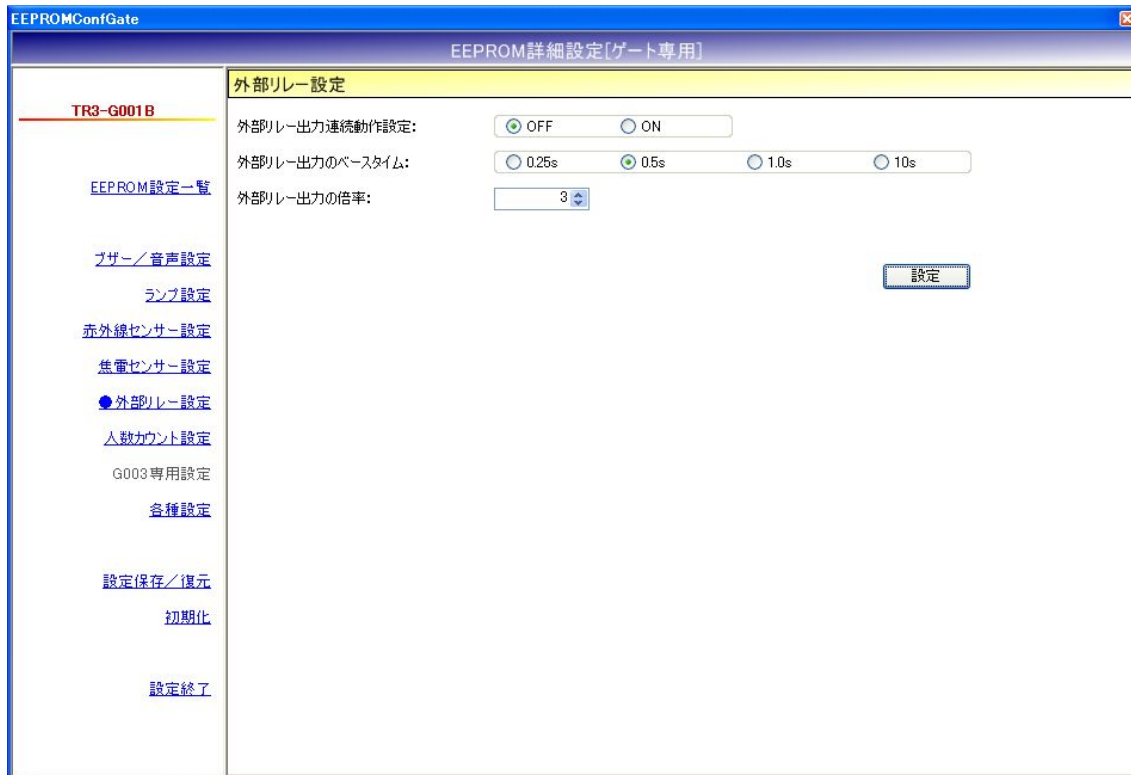 EEPROMConfGate
EEPROM詳細設定[ゲート専用]
TR3-G001B
EEPROM設定一覧
ブザー／音声設定
ランプ設定
赤外線センサー設定
焦電センサー設定
●外部リレー設定
人数カウント設定
G003専用設定
各種設定
設定保存／復元
初期化
設定終了
外部リレー設定
外部リレー出力連続動作設定: OFF ON
外部リレー出力のベースタイム: 0.25s 0.5s 1.0s 10s
外部リレー出力の倍率: 3
設定